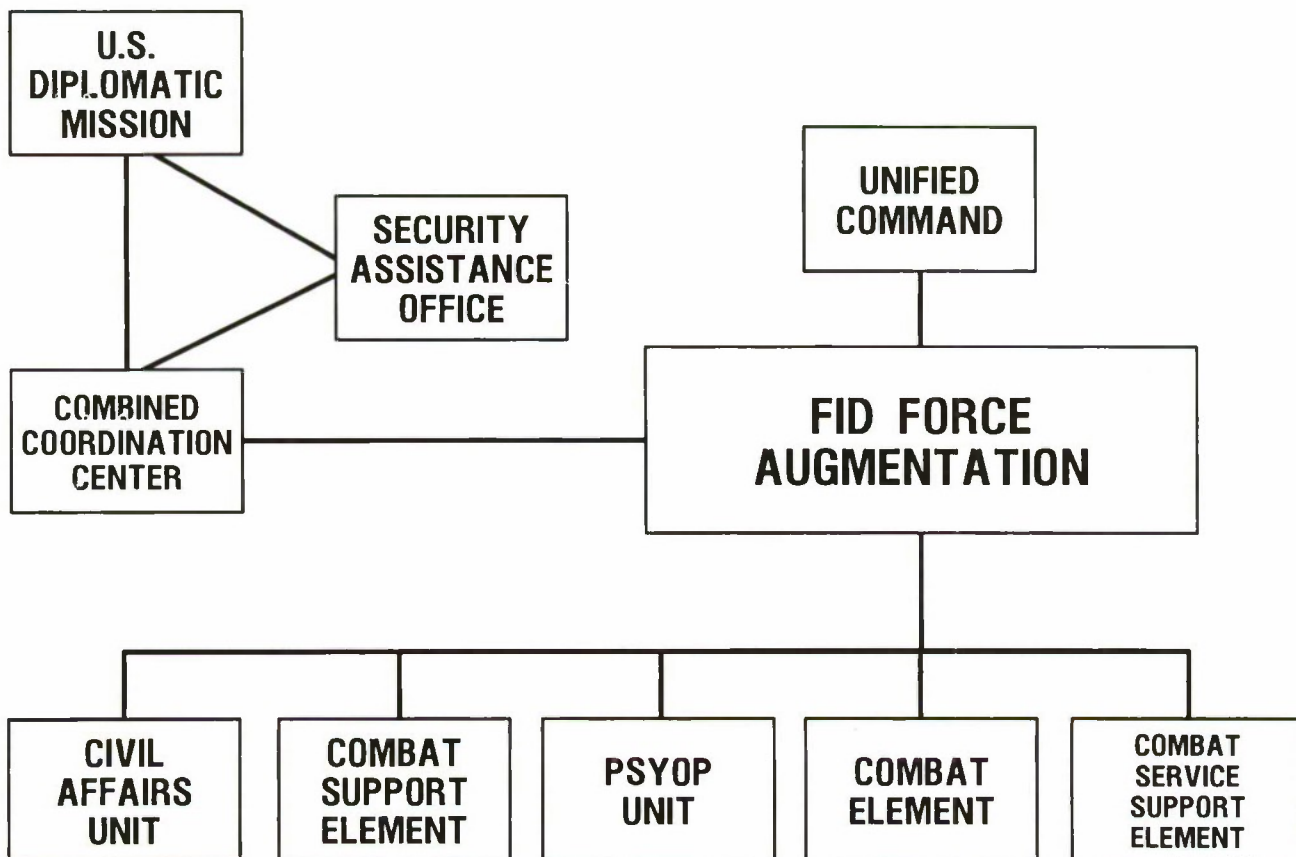 U.S.
DIPLOMATIC
MISSION
UNIFIED
COMMAND
SECURITY
ASSISTANCE
OFFICE
COMBINED
COORDINATION
CENTER
FID FORCE
AUGMENTATION
CIVIL
AFFAIRS
UNIT
COMBAT
SUPPORT
ELEMENT
PSYOP
UNIT
COMBAT
ELEMENT
COMBAT
SERVICE
SUPPORT
ELEMENT